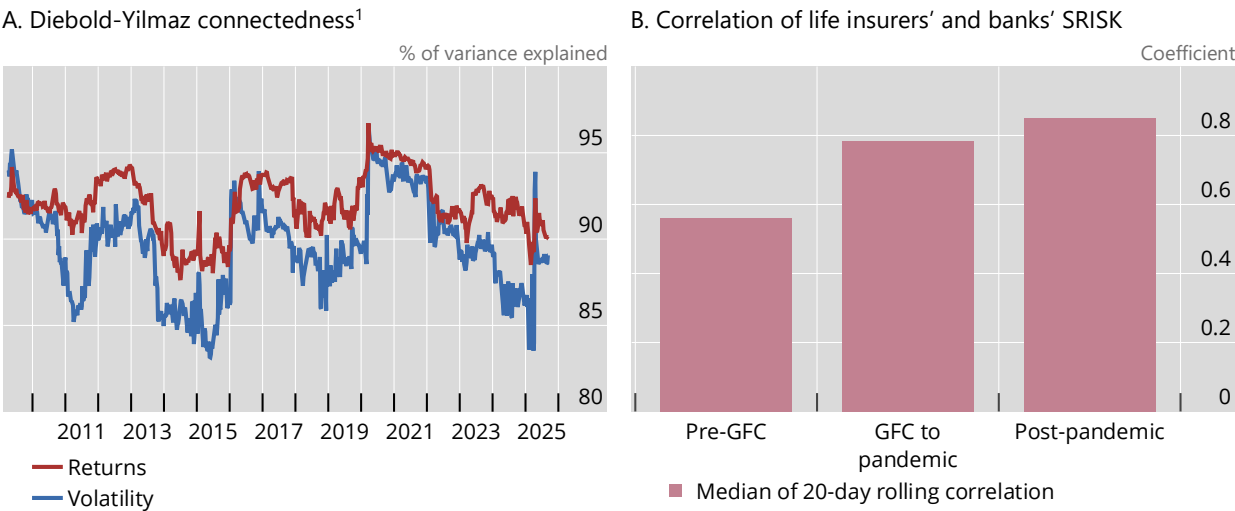 A. Diebold-Yilmaz connectedness¹
% of variance explained
95
90
85
80
2011 2013 2015 2017 2019 2021 2023 2025
Returns
Volatility
B. Correlation of life insurers’ and banks’ SRISK
Coefficient
0.8
0.6
0.4
0.2
0
Pre-GFC GFC to Post-pandemic
pandemic
Median of 20-day rolling correlation